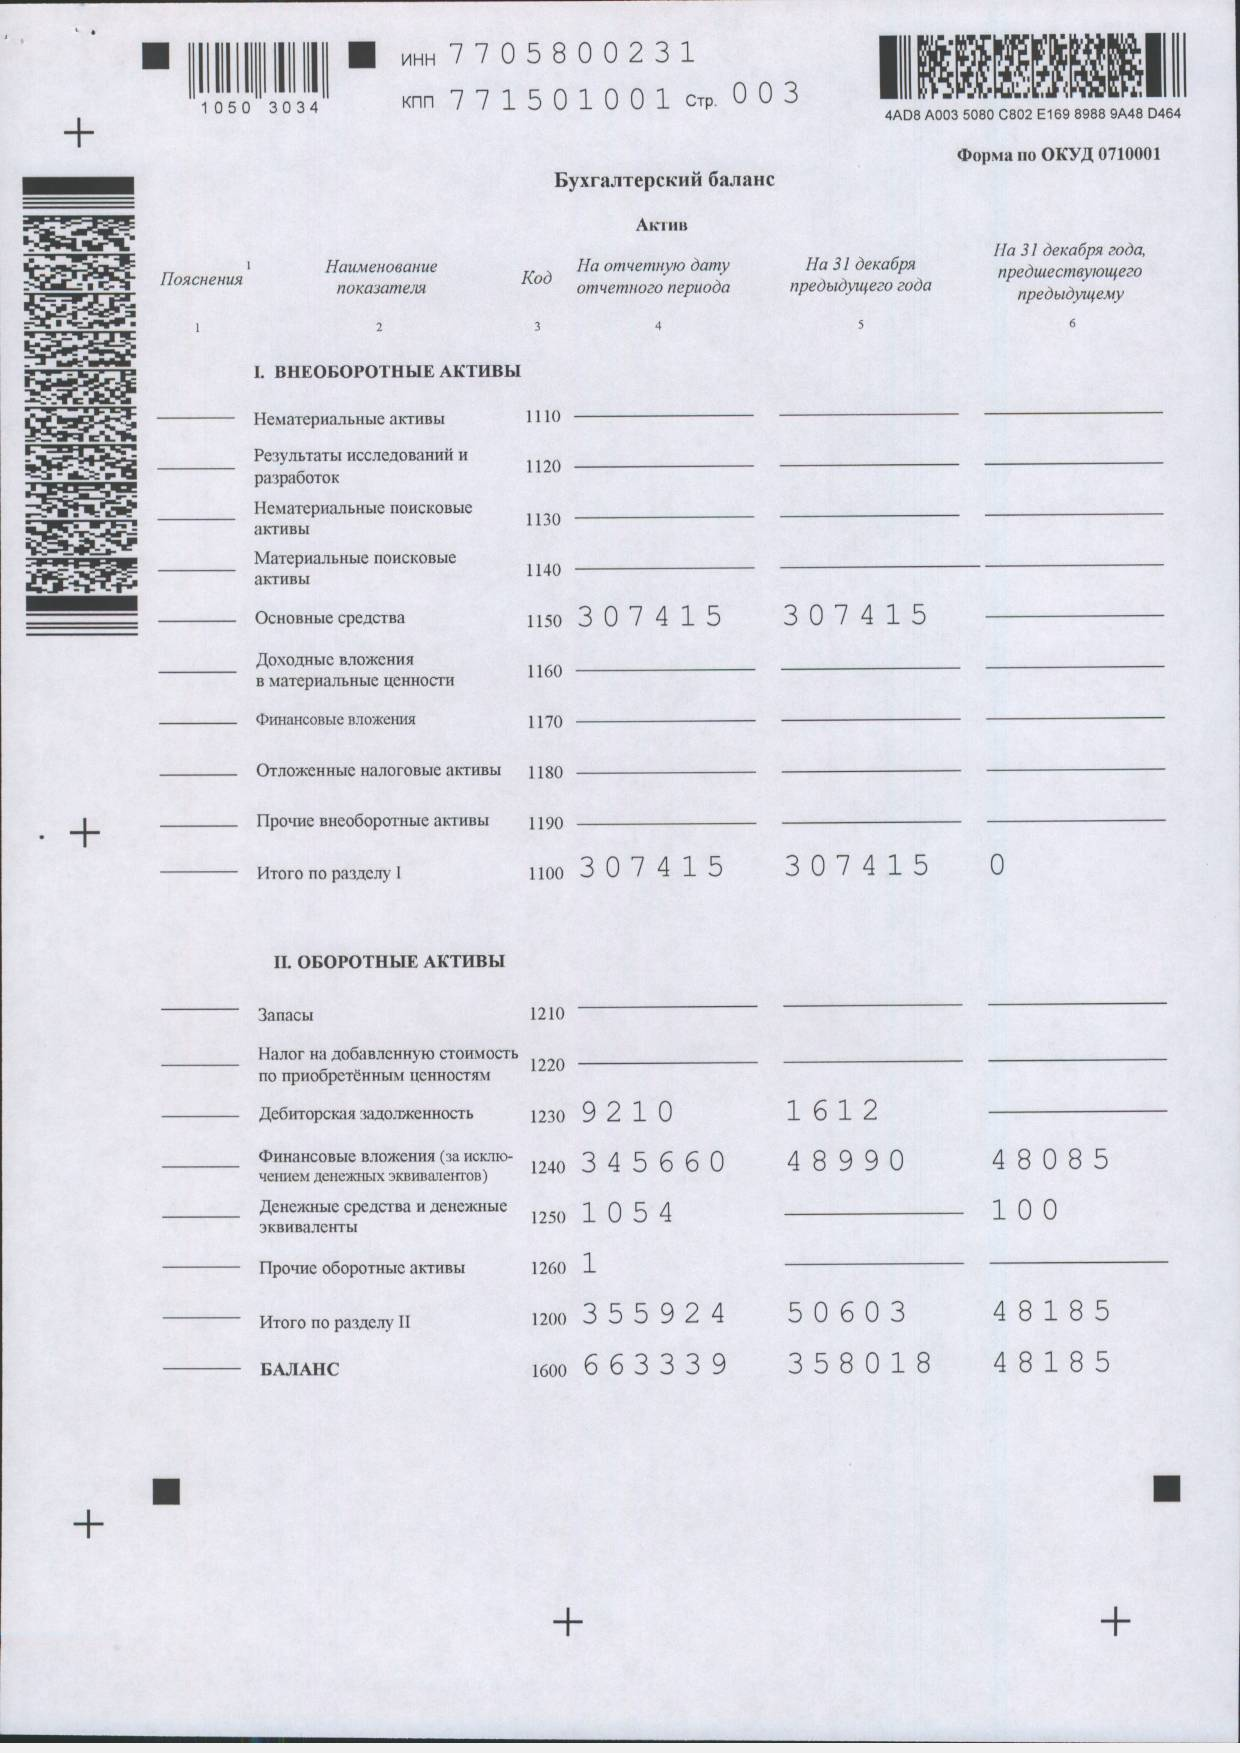 ИНН 7705800231
1050 3034
КПП 771501001 Стр. 003
4AD8 A003 5080 C802 E169 8988 9A48 D464
Форма по ОКУД 0710001
Бухгалтерский баланс
Актив
Пояснения 1 Наименование показателя Код На отчетную дату отчетного периода На 31 декабря предыдущего года На 31 декабря года, предшествующего предыдущему
1 2 3 4 5 6
I. ВНЕОБОРОТНЫЕ АКТИВЫ
Нематериальные активы 1110
Результаты исследований и
разработок 1120
Нематериальные поисковые
активы 1130
Материальные поисковые
активы 1140
Основные средства 1150 307415 307415
Доходные вложения
в материальные ценности 1160
Финансовые вложения 1170
Отложенные налоговые активы 1180
Прочие внеоборотные активы 1190
Итого по разделу I 1100 307415 307415 0
II. ОБОРОТНЫЕ АКТИВЫ
Запасы 1210
Налог на добавленную стоимость
по приобретённым ценностям 1220
Дебиторская задолженность 1230 9210 1612
Финансовые вложения (за исклю-
чением денежных эквивалентов) 1240 345660 48990 48085
Денежные средства и денежные
эквиваленты 1250 1054 100
Прочие оборотные активы 1260 1
Итого по разделу II 1200 355924 50603 48185
БАЛАНС 1600 663339 358018 48185